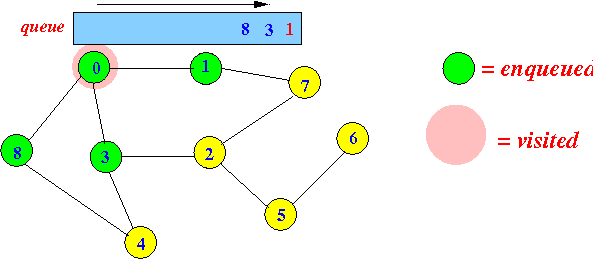 queue
8 3 1
0
1
7
= enqueued
6
= visited
8
3
2
5
4